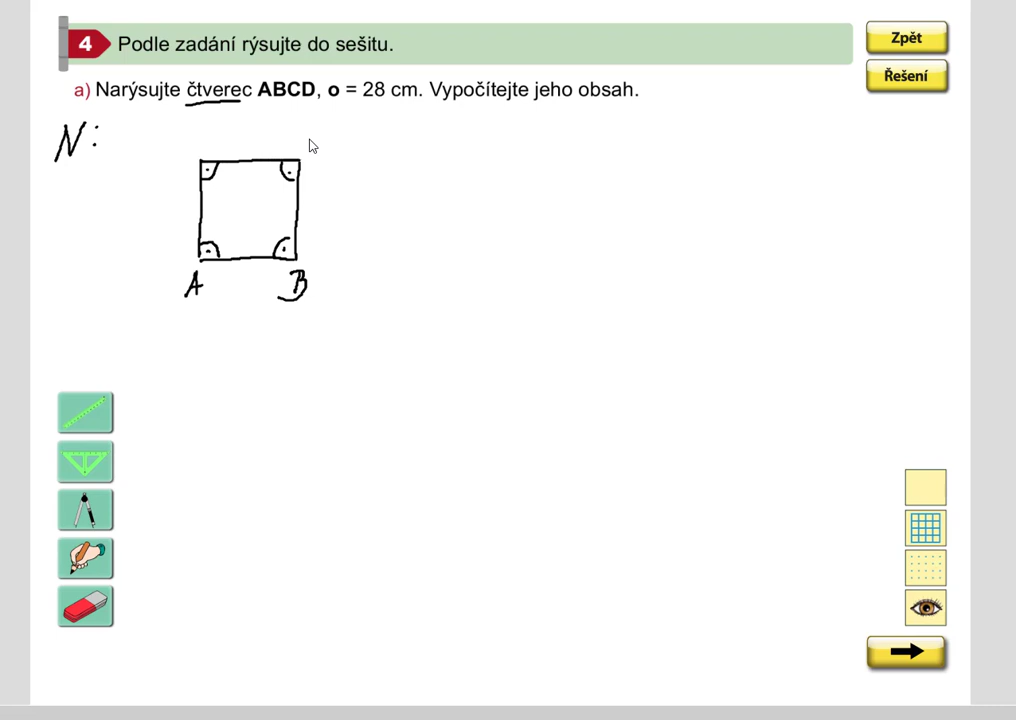 4 Podle zadání rýsujte do sešitu.
Zpět
Řešení
a) Narýsujte čtverec ABCD, o = 28 cm. Vypočítejte jeho obsah.
N:
A B